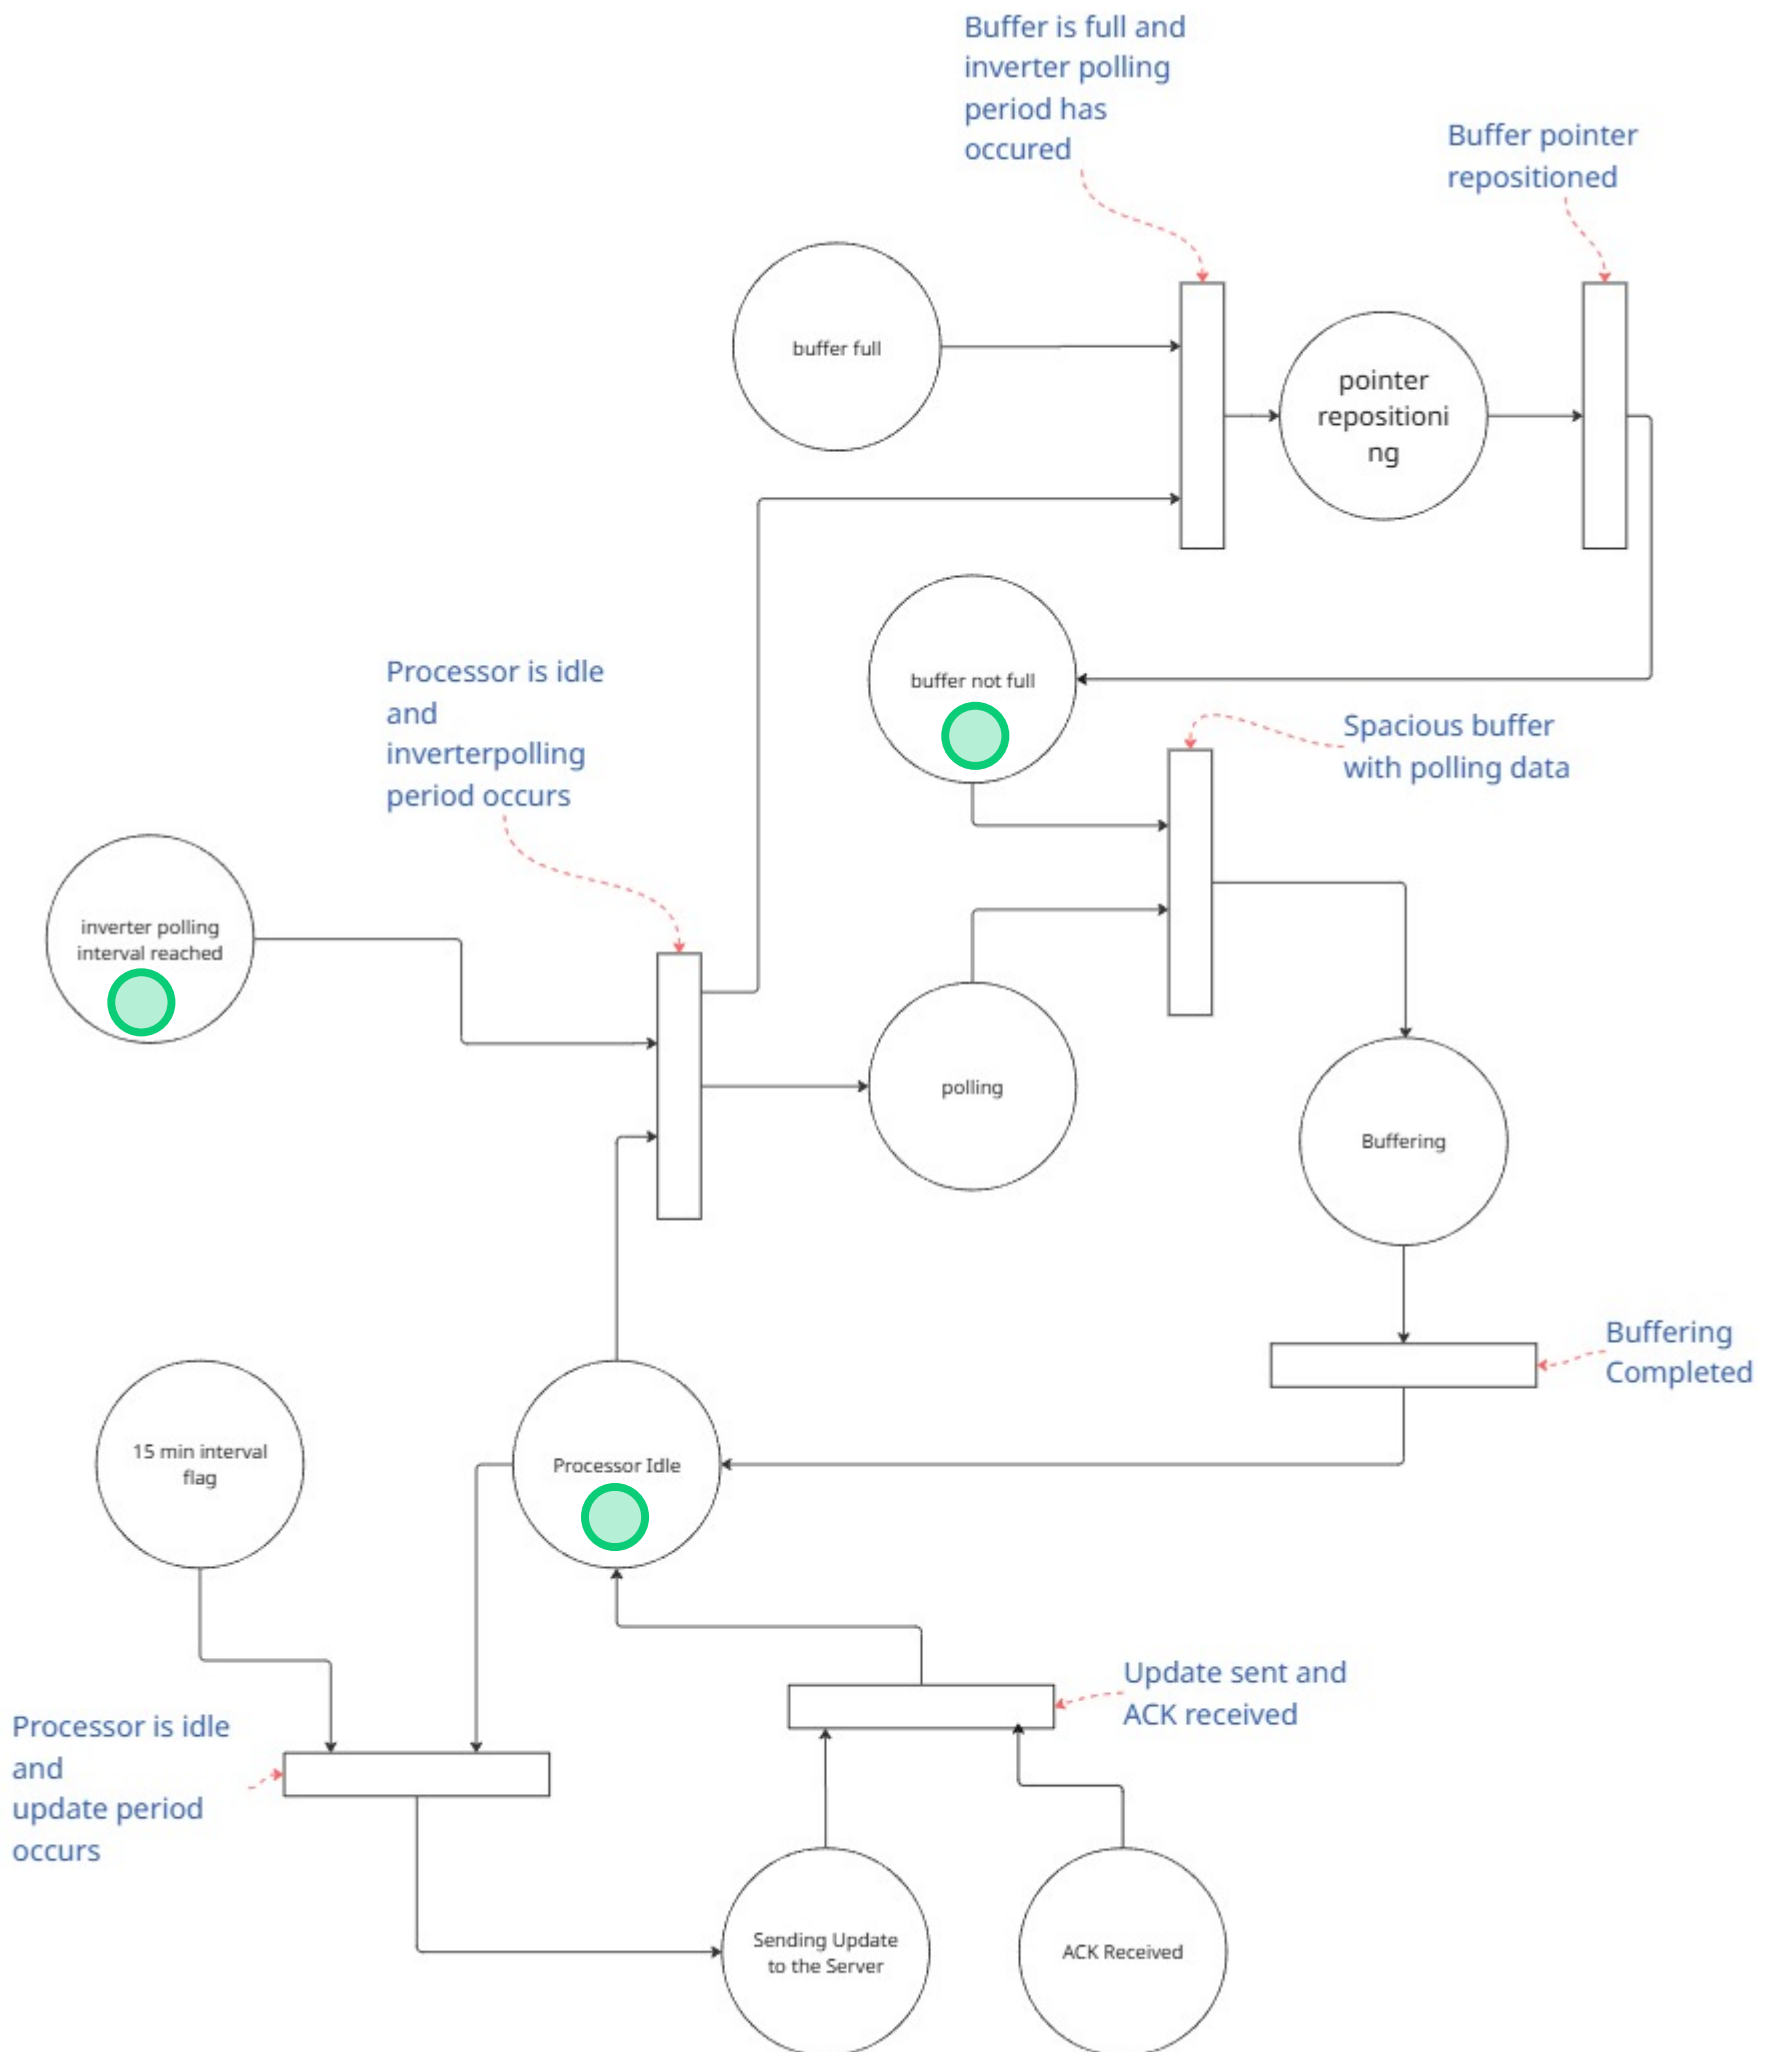 Buffer is full and
inverter polling
period has
occured
Buffer pointer
repositioned
buffer full
pointer
repositioni
ng
Processor is idle
and
inverterpolling
period occurs
buffer not full
Spacious buffer
with polling data
inverter polling
interval reached
polling
Buffering
Buffering
Completed
15 min interval
flag
Processor Idle
Update sent and
ACK received
Processor is idle
and
update period
occurs
Sending Update
to the Server
ACK Received